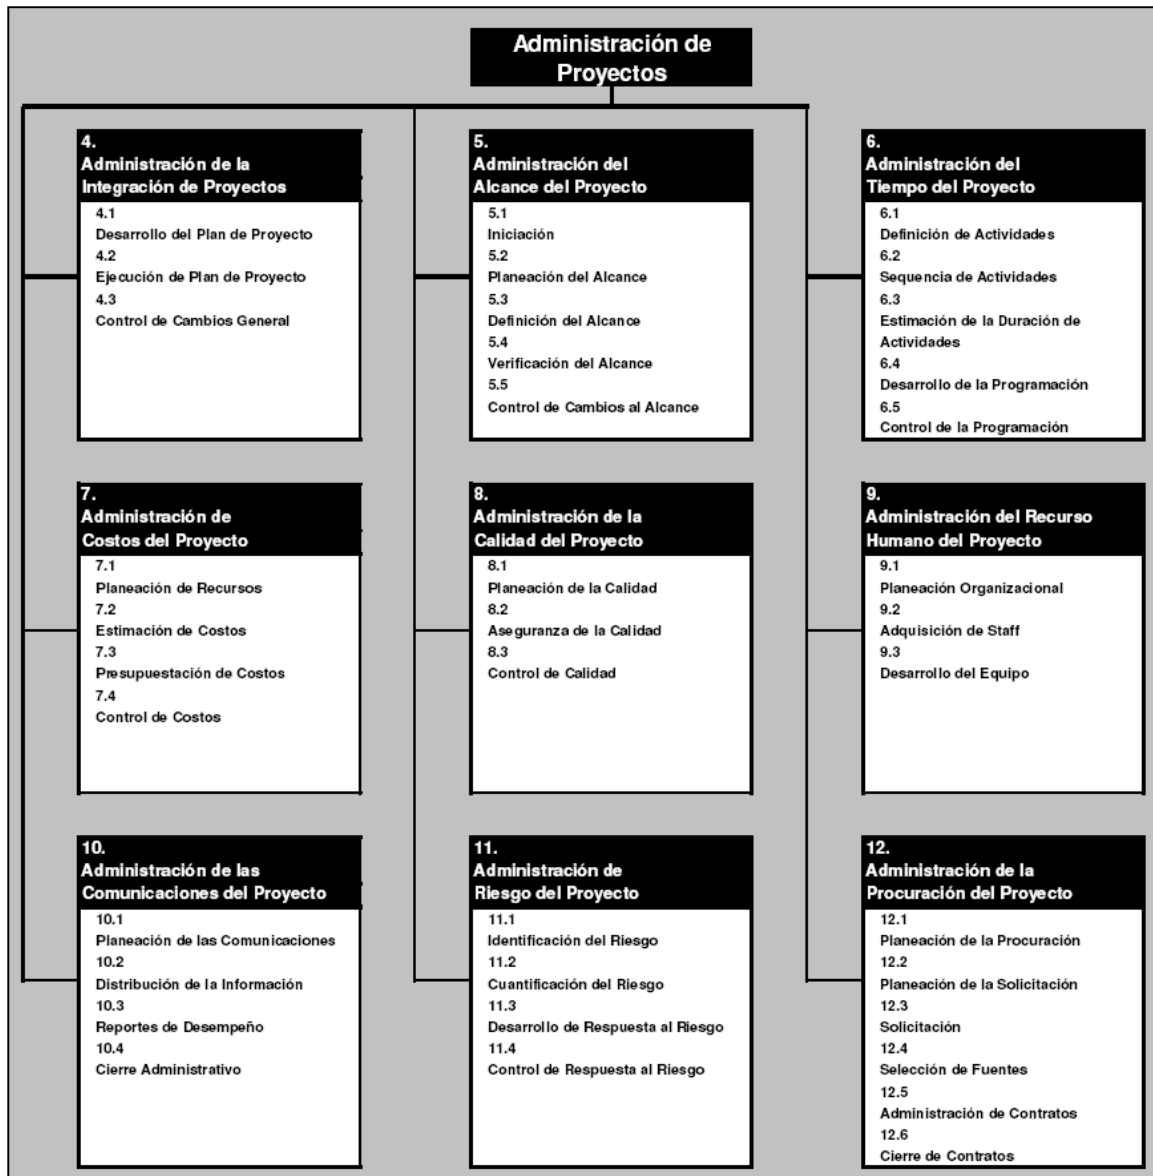 Administración de
Proyectos
4.
Administración de la
Integración de Proyectos
4.1
Desarrollo del Plan de Proyecto
4.2
Ejecución de Plan de Proyecto
4.3
Control de Cambios General
5.
Administración del
Alcance del Proyecto
5.1
Iniciación
5.2
Planeación del Alcance
5.3
Definición del Alcance
5.4
Verificación del Alcance
5.5
Control de Cambios al Alcance
6.
Administración del
Tiempo del Proyecto
6.1
Definición de Actividades
6.2
Sequencia de Actividades
6.3
Estimación de la Duración de
Actividades
6.4
Desarrollo de la Programación
6.5
Control de la Programación
7.
Administración de
Costos del Proyecto
7.1
Planeación de Recursos
7.2
Estimación de Costos
7.3
Presupuestación de Costos
7.4
Control de Costos
8.
Administración de la
Calidad del Proyecto
8.1
Planeación de la Calidad
8.2
Aseguranza de la Calidad
8.3
Control de Calidad
9.
Administración del Recurso
Humano del Proyecto
9.1
Planeación Organizacional
9.2
Adquisición de Staff
9.3
Desarrollo del Equipo
10.
Administración de las
Comunicaciones del Proyecto
10.1
Planeación de las Comunicaciones
10.2
Distribución de la Información
10.3
Reportes de Desempeño
10.4
Cierre Administrativo
11.
Administración de
Riesgo del Proyecto
11.1
Identificación del Riesgo
11.2
Cuantificación del Riesgo
11.3
Desarrollo de Respuesta al Riesgo
11.4
Control de Respuesta al Riesgo
12.
Administración de la
Procuración del Proyecto
12.1
Planeación de la Procuración
12.2
Planeación de la Solicitación
12.3
Solicitación
12.4
Selección de Fuentes
12.5
Administración de Contratos
12.6
Cierre de Contratos